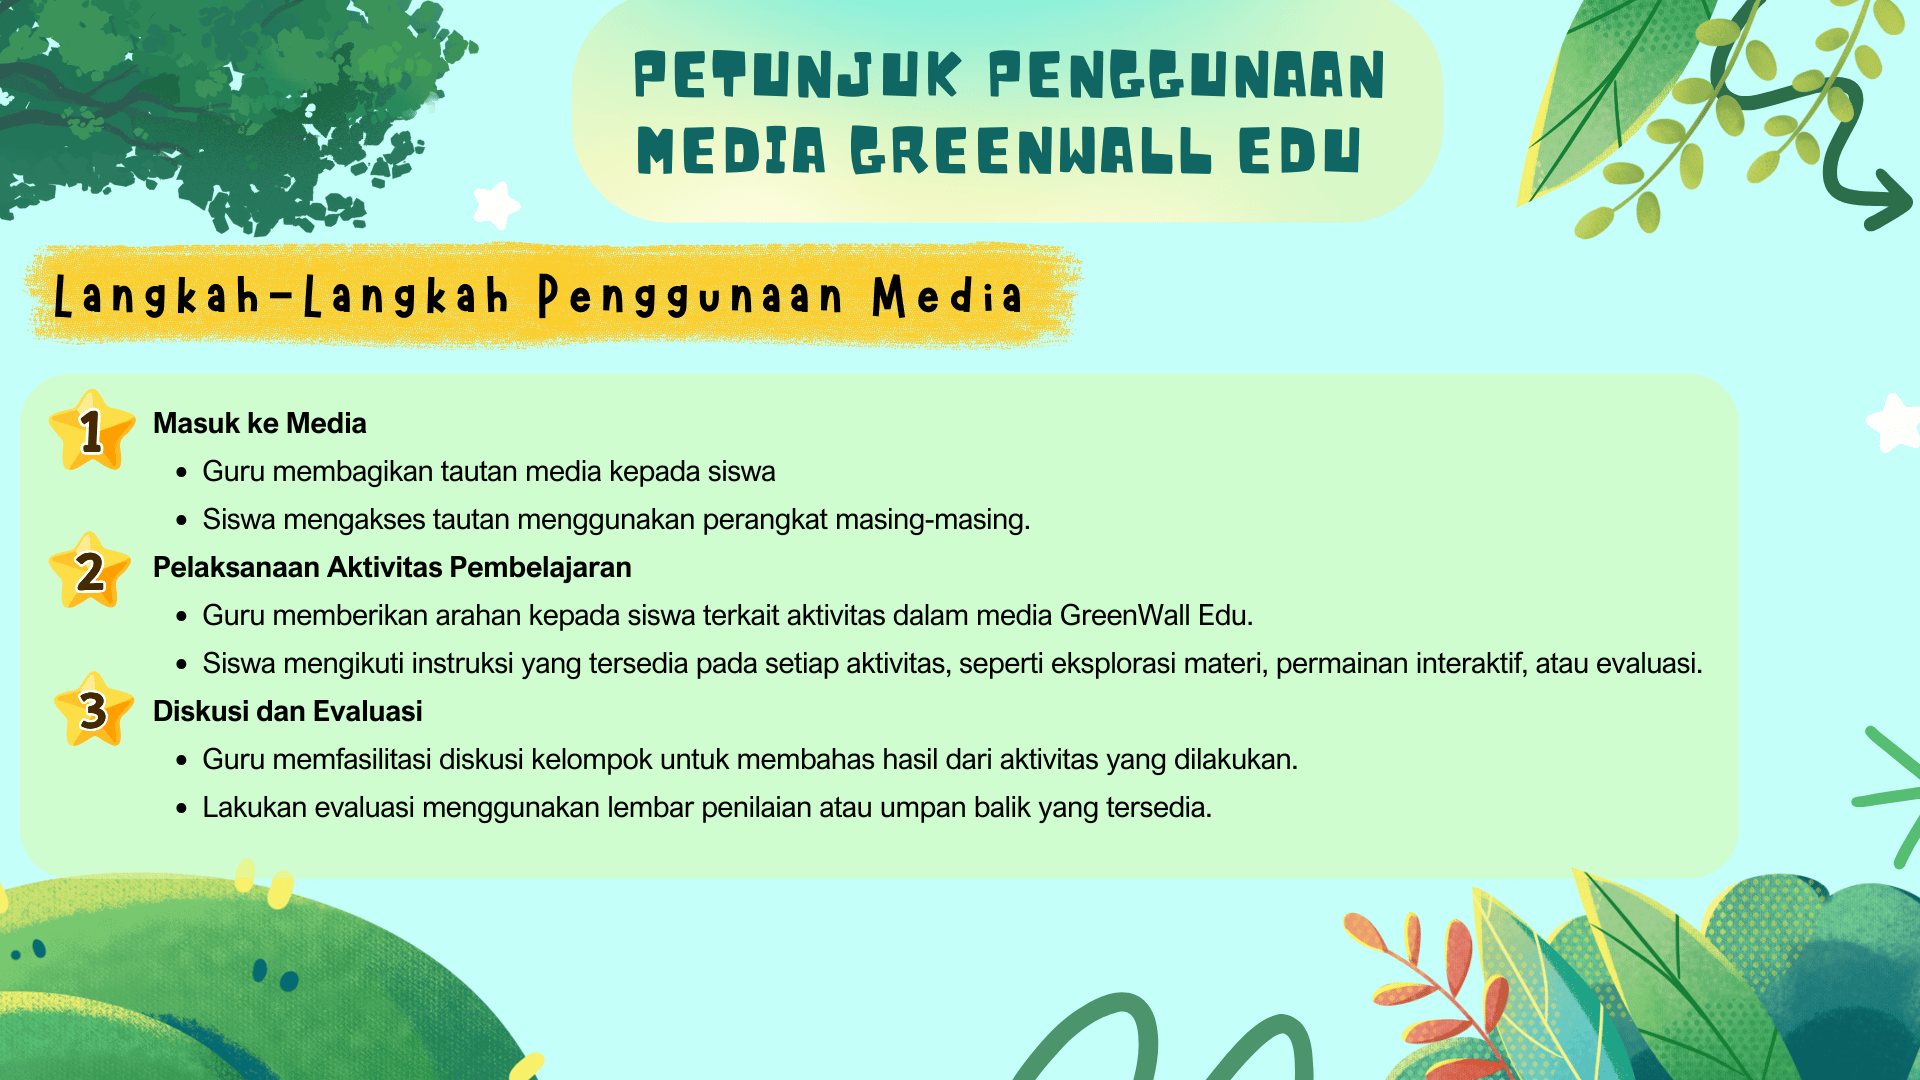 PETUNJUK PENGGUNAAN
MEDIA GREENWALL EDU
Langkah-Langkah Penggunaan Media
1
Masuk ke Media
• Guru membagikan tautan media kepada siswa
• Siswa mengakses tautan menggunakan perangkat masing-masing.
2
Pelaksanaan Aktivitas Pembelajaran
• Guru memberikan arahan kepada siswa terkait aktivitas dalam media GreenWall Edu.
• Siswa mengikuti instruksi yang tersedia pada setiap aktivitas, seperti eksplorasi materi, permainan interaktif, atau evaluasi.
3
Diskusi dan Evaluasi
• Guru memfasilitasi diskusi kelompok untuk membahas hasil dari aktivitas yang dilakukan.
• Lakukan evaluasi menggunakan lembar penilaian atau umpan balik yang tersedia.